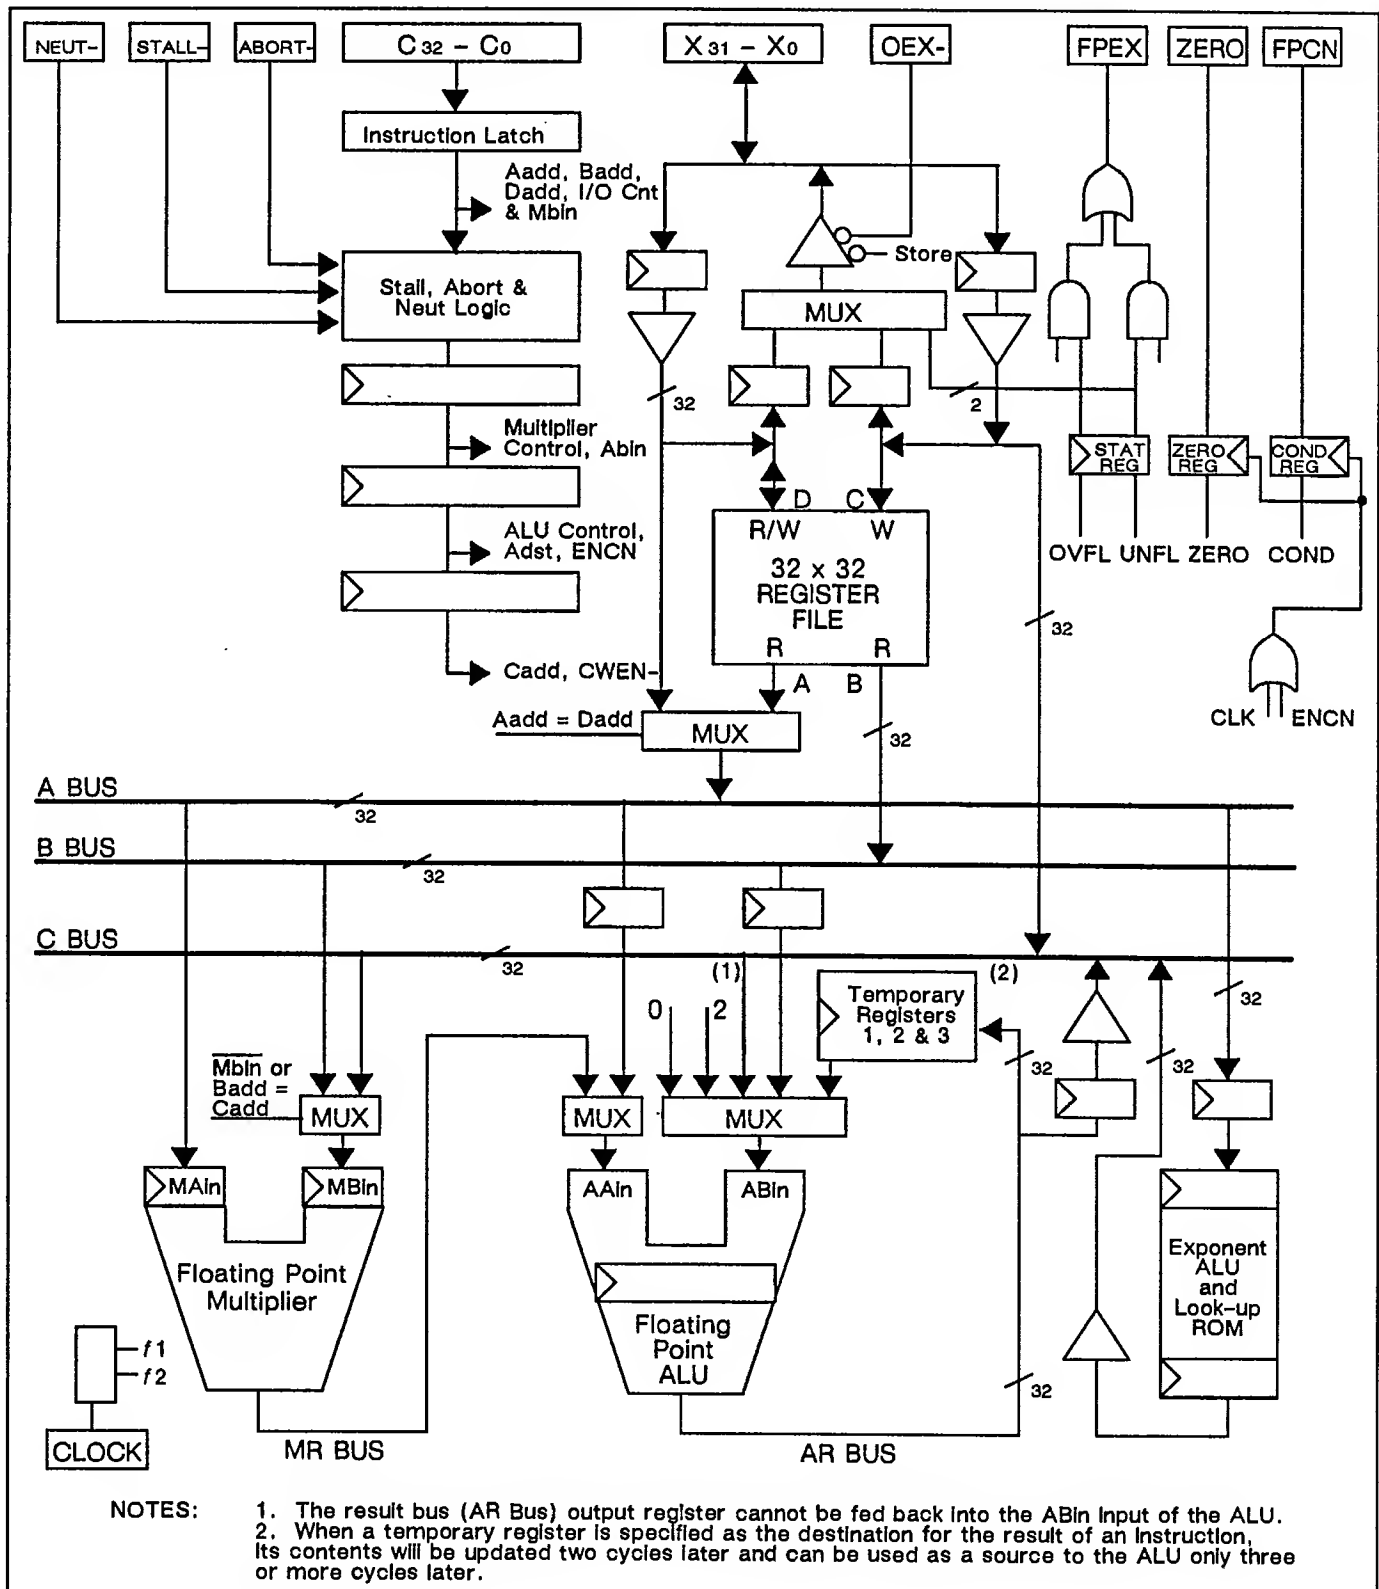 NEUT-
STALL-
ABORT-
C32 - C0
X31 - X0
OEX-
FPEX
ZERO
FPCN
Instruction Latch
Aadd, Badd,
Dadd, I/O Cnt
& Mbin
Stall, Abort &
Neut Logic
Store
MUX
32
2
Multiplier
Control, Abin
STAT
REG
ZERO
REG
COND
REG
D
C
R/W
W
32 x 32
REGISTER
FILE
R
R
ALU Control,
Adst, ENCN
OVFL UNFL ZERO COND
32
Cadd, CWEN-
A
B
Aadd = Dadd
MUX
32
CLK
ENCN
A BUS
32
B BUS
32
C BUS
32
(1)
(2)
32
0
2
Temporary
Registers
1, 2 & 3
32
32
Mbin or
Badd =
Cadd
MUX
MUX
MUX
MAin
MBin
AAin
ABin
Floating Point
Multiplier
Floating
Point
ALU
Exponent
ALU
and
Look-up
ROM
f1
f2
32
CLOCK
MR BUS
AR BUS
NOTES:
1. The result bus (AR Bus) output register cannot be fed back into the ABin Input of the ALU.
2. When a temporary register is specified as the destination for the result of an Instruction,
Its contents will be updated two cycles later and can be used as a source to the ALU only three
or more cycles later.